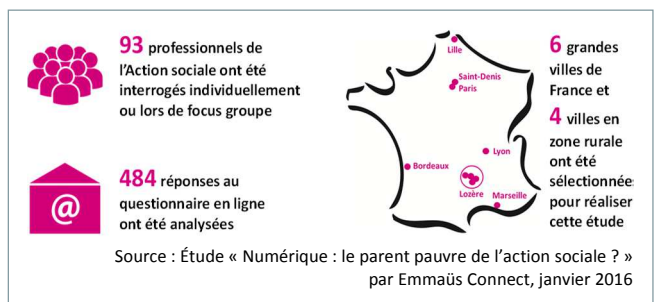 93 professionnels de
l'Action sociale ont été
interrogés individuellement
ou lors de focus groupe
@
484 réponses au
questionnaire en ligne
ont été analysées
Lille
Saint-Denis
Paris
Lyon
Bordeaux
Lozère
Marseille
6 grandes
villes de
France et
4 villes en
zone rurale
ont été
sélectionnée
pour réaliser
cette étude
Source : Étude « Numérique : le parent pauvre de l'action sociale ? »
par Emmaüs Connect, janvier 2016